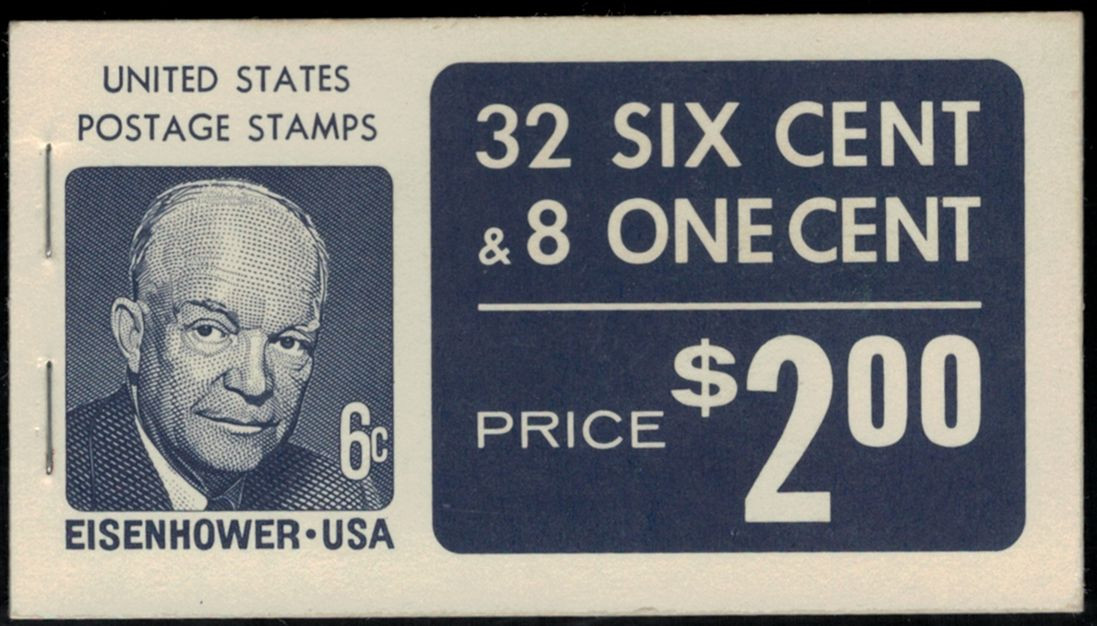 UNITED STATES
POSTAGE STAMPS
6c
EISENHOWER·USA
32 SIX CENT
& 8 ONE CENT
PRICE $2.00